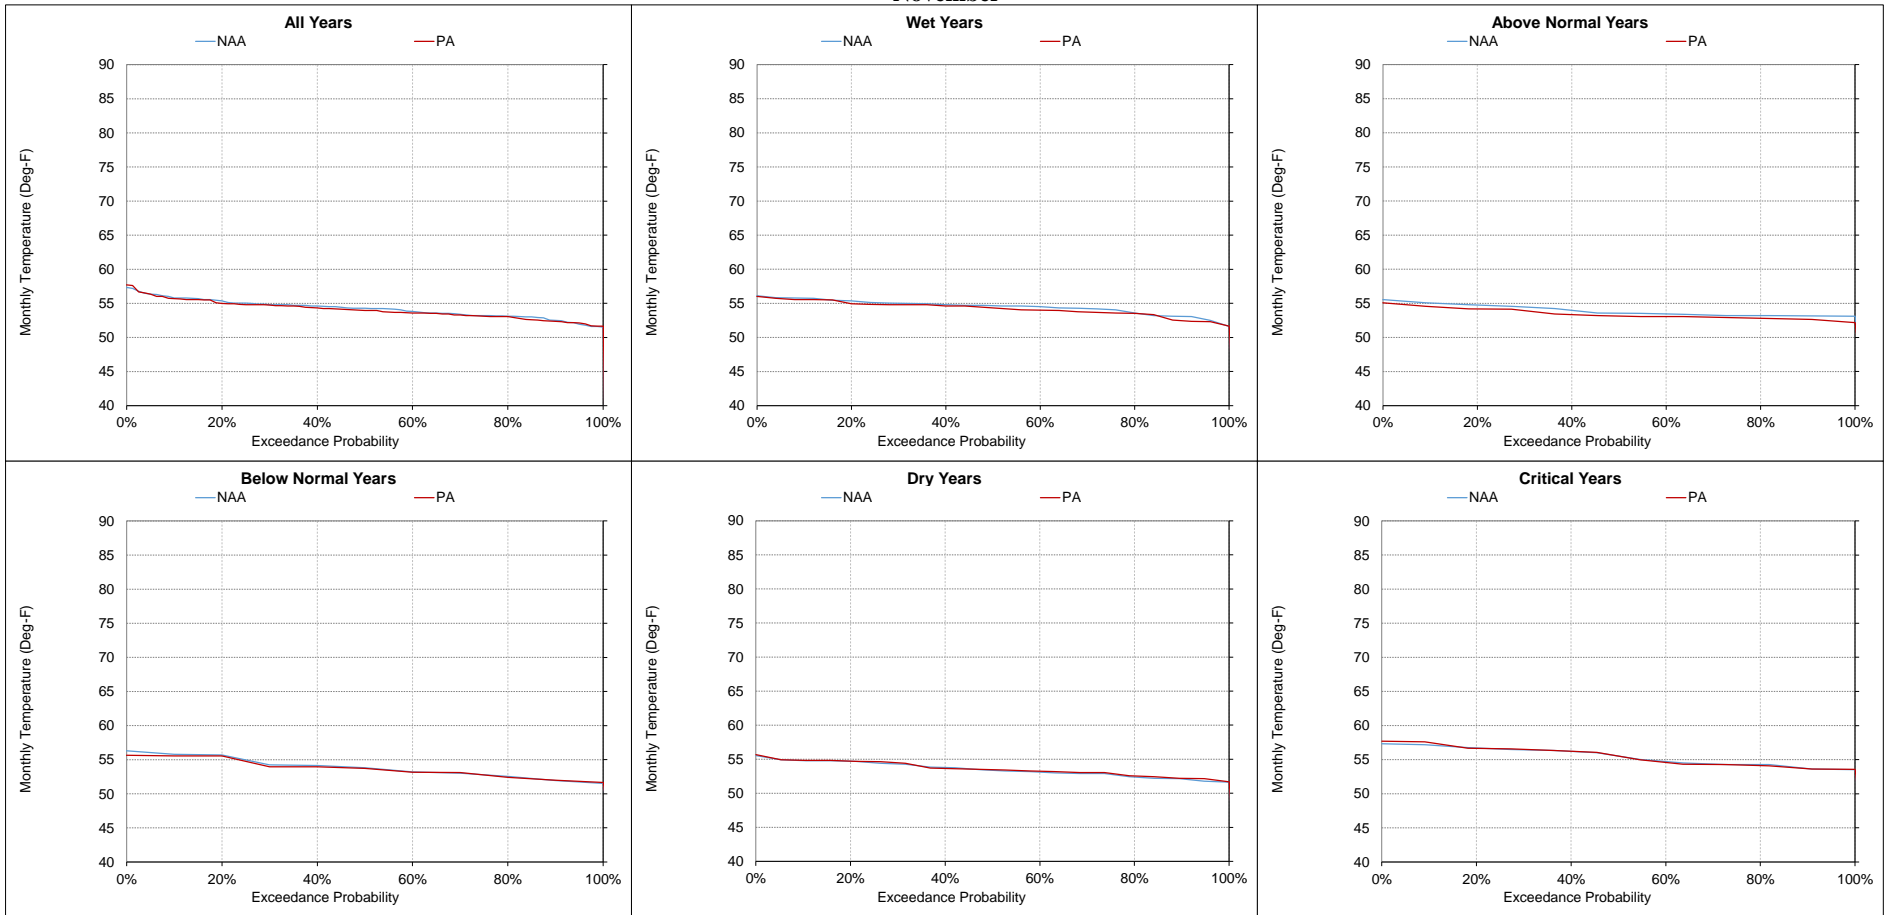 All Years
NAA PA
90
85
80
75
70
65
60
55
50
45
40
Monthly Temperature (Deg-F)
0% 20% 40% 60% 80% 100%
Exceedance Probability
Wet Years
NAA PA
90
85
80
75
70
65
60
55
50
45
40
Monthly Temperature (Deg-F)
0% 20% 40% 60% 80% 100%
Exceedance Probability
Above Normal Years
NAA PA
90
85
80
75
70
65
60
55
50
45
40
Monthly Temperature (Deg-F)
0% 20% 40% 60% 80% 100%
Exceedance Probability
Below Normal Years
NAA PA
90
85
80
75
70
65
60
55
50
45
40
Monthly Temperature (Deg-F)
0% 20% 40% 60% 80% 100%
Exceedance Probability
Dry Years
NAA PA
90
85
80
75
70
65
60
55
50
45
40
Monthly Temperature (Deg-F)
0% 20% 40% 60% 80% 100%
Exceedance Probability
Critical Years
NAA PA
90
85
80
75
70
65
60
55
50
45
40
Monthly Temperature (Deg-F)
0% 20% 40% 60% 80% 100%
Exceedance Probability